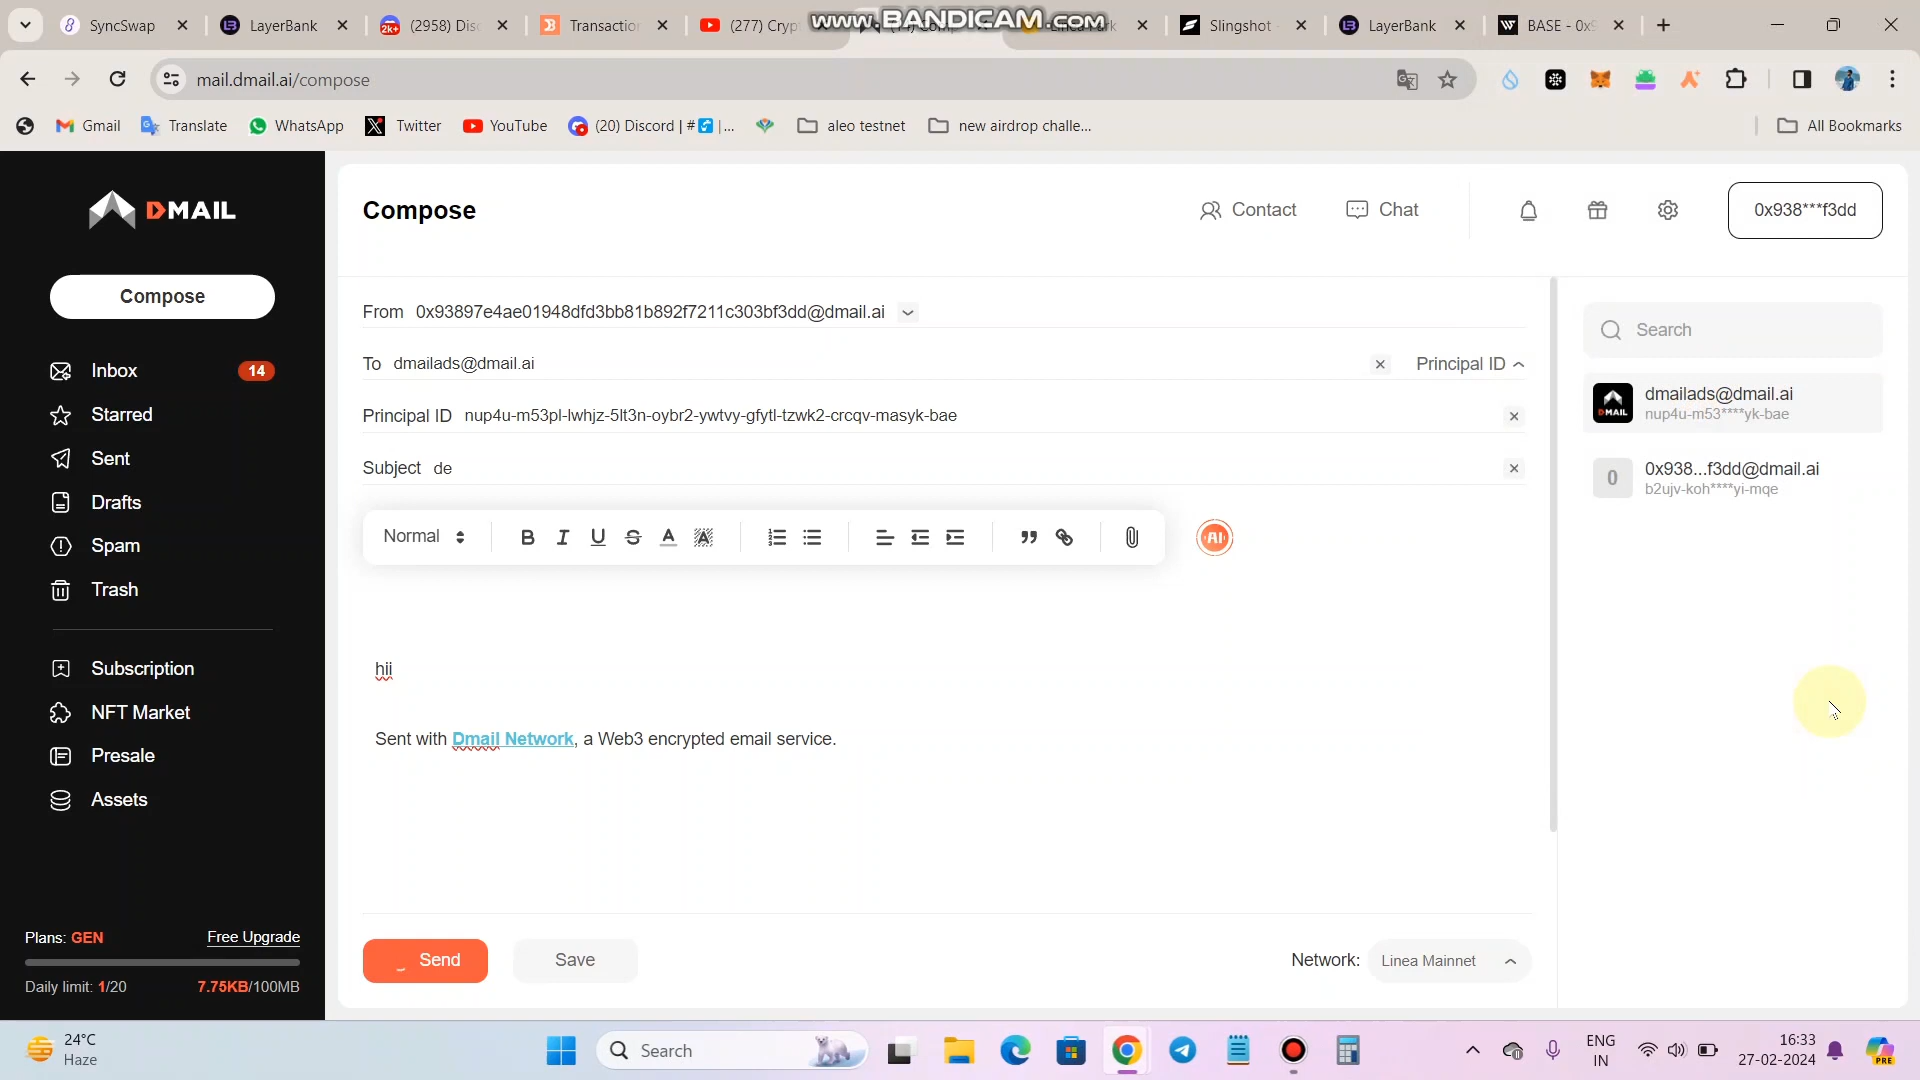 www.BANDICAM.com
SyncSwap
LayerBank
(2958) Dis
Transaction
(277) Cryp
Slingshot
LayerBank
BASE - 0x9
mail.dmail.ai/compose
Gmail
Translate
WhatsApp
Twitter
YouTube
(20) Discord | #
|...
aleo testnet
new airdrop challe...
All Bookmarks
DMAIL
Compose
Contact
Chat
0x938***f3dd
Compose
Inbox
14
Starred
Sent
Drafts
Spam
Trash
Subscription
NFT Market
Presale
Assets
Plans: GEN
Free Upgrade
Daily limit: 1/20
7.75KB/100MB
From 0x93897e4ae01948dfd3bb81b892f7211c303bf3dd@dmail.ai
To dmailads@dmail.ai
Principal ID
Principal ID nup4u-m53pl-lwhjz-5lt3n-oybr2-ywtvy-gfytl-tzwk2-crcqv-masyk-bae
Subject de
Normal
B I U S A A
AI
hii
Sent with Dmail Network, a Web3 encrypted email service.
Send
Save
Network: Linea Mainnet
Search
DMAIL
dmailads@dmail.ai
nup4u-m53****yk-bae
0
0x938...f3dd@dmail.ai
b2ujv-koh****yi-mqe
24°C
Haze
Search
ENG
IN
16:33
27-02-2024
PRE